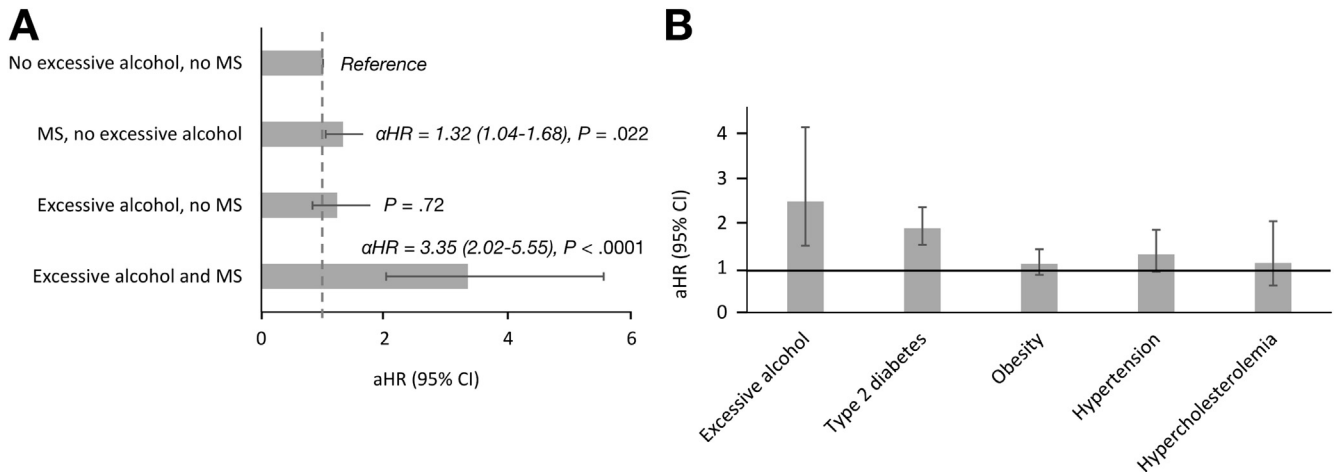 A
No excessive alcohol, no MS
Reference
MS, no excessive alcohol
αHR = 1.32 (1.04-1.68), P = .022
Excessive alcohol, no MS
P = .72
αHR = 3.35 (2.02-5.55), P < .0001
Excessive alcohol and MS
0 2 4 6
aHR (95% CI)
B
aHR (95% CI)
4
3
2
1
0
Excessive alcohol
Type 2 diabetes
Obesity
Hypertension
Hypercholesterolemia